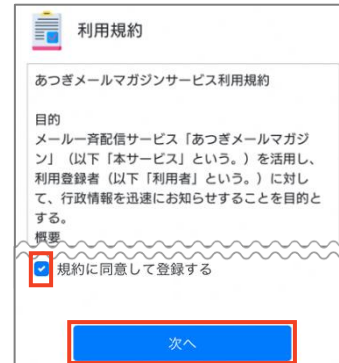 利用規約
あつぎメールマガジンサービス利用規約
目的
メール一斉配信サービス「あつぎメールマガジ
ン」（以下「本サービス」という。）を活用し、
利用登録者（以下「利用者」という。）に対し
て、行政情報を迅速にお知らせすることを目的と
する。
概要
規約に同意して登録する
次へ